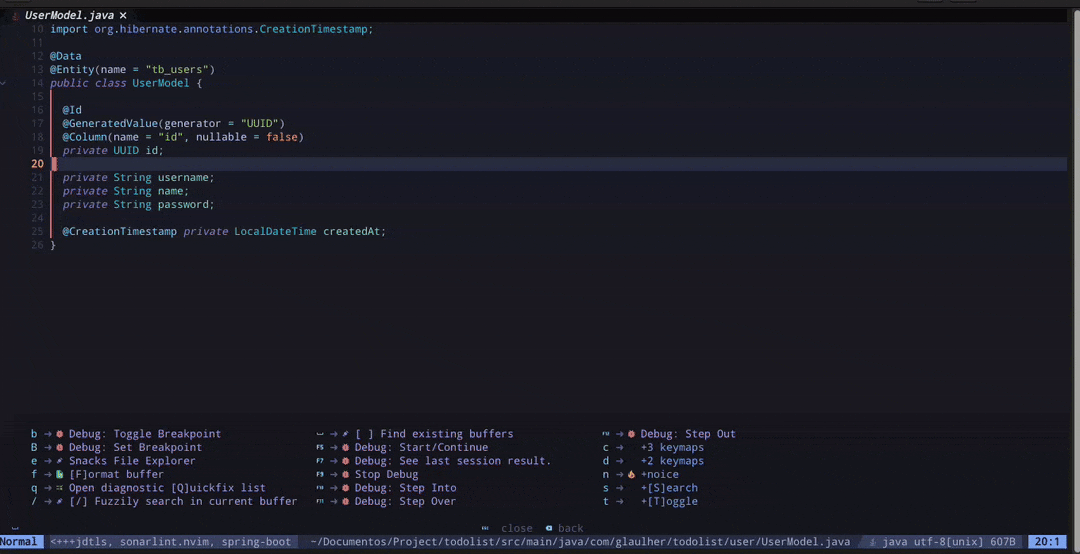 UserModel.java ×
10 import org.hibernate.annotations.CreationTimestamp;
11
12 @Data
13 @Entity(name = "tb_users")
14 public class UserModel {
15
16 @Id
17 @GeneratedValue(generator = "UUID")
18 @Column(name = "id", nullable = false)
19 private UUID id;
20
21 private String username;
22 private String name;
23 private String password;
24
25 @CreationTimestamp private LocalDateTime createdAt;
26 }
b → Debug: Toggle Breakpoint ␣ → [ ] Find existing buffers F10 → Debug: Step Out
B → Debug: Set Breakpoint F5 → Debug: Start/Continue c → +3 keymaps
e → Snacks File Explorer F7 → Debug: See last session result. d → +2 keymaps
f → [F]ormat buffer F9 → Stop Debug n → +noice
q → Open diagnostic [Q]uickfix list → Debug: Step Into s → +[S]earch
/ → [/] Fuzzily search in current buffer F11 → Debug: Step Over t → +[T]oggle
close back
Normal <+++jdtls, sonarlint.nvim, spring-boot ~/Documentos/Project/todolist/src/main/java/com/glaulher/todolist/user/UserModel.java java utf-8[unix] 607B 20:1